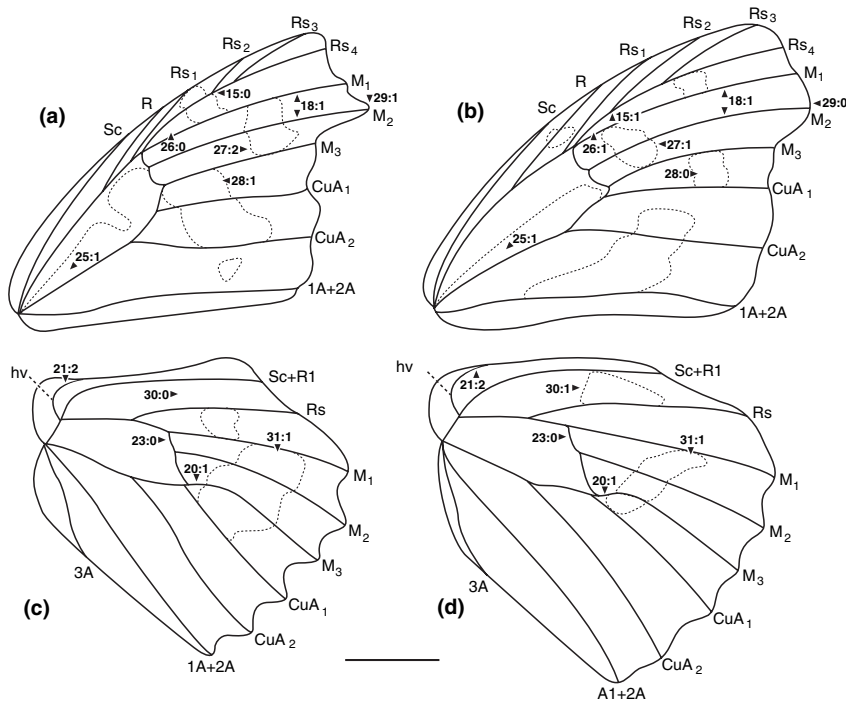 (a)
Sc
R
Rs1
Rs2
Rs3
Rs4
M1
M2
M3
CuA1
CuA2
1A+2A
15:0
18:1
29:1
26:0
27:2
28:1
25:1
(b)
Sc
R
Rs1
Rs2
Rs3
Rs4
M1
M2
M3
CuA1
CuA2
1A+2A
15:1
18:1
29:0
26:1
27:1
28:0
25:1
(c)
hv
21:2
30:0
23:0
20:1
31:1
Sc+R1
Rs
M1
M2
M3
CuA1
CuA2
1A+2A
3A
(d)
hv
21:2
30:1
23:0
20:1
31:1
Sc+R1
Rs
M1
M2
M3
CuA1
CuA2
A1+2A
3A